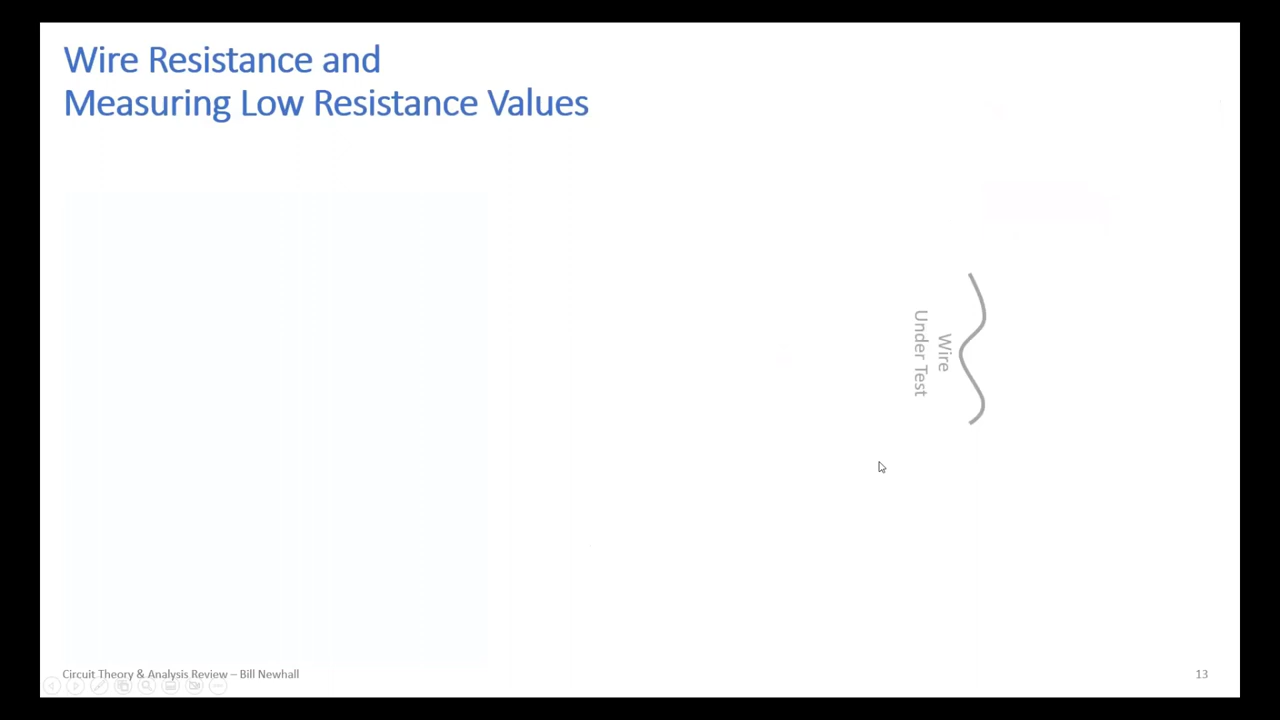 Wire Resistance and
Measuring Low Resistance Values
Wire
Under Test
Circuit Theory & Analysis Review – Bill Newhall
13